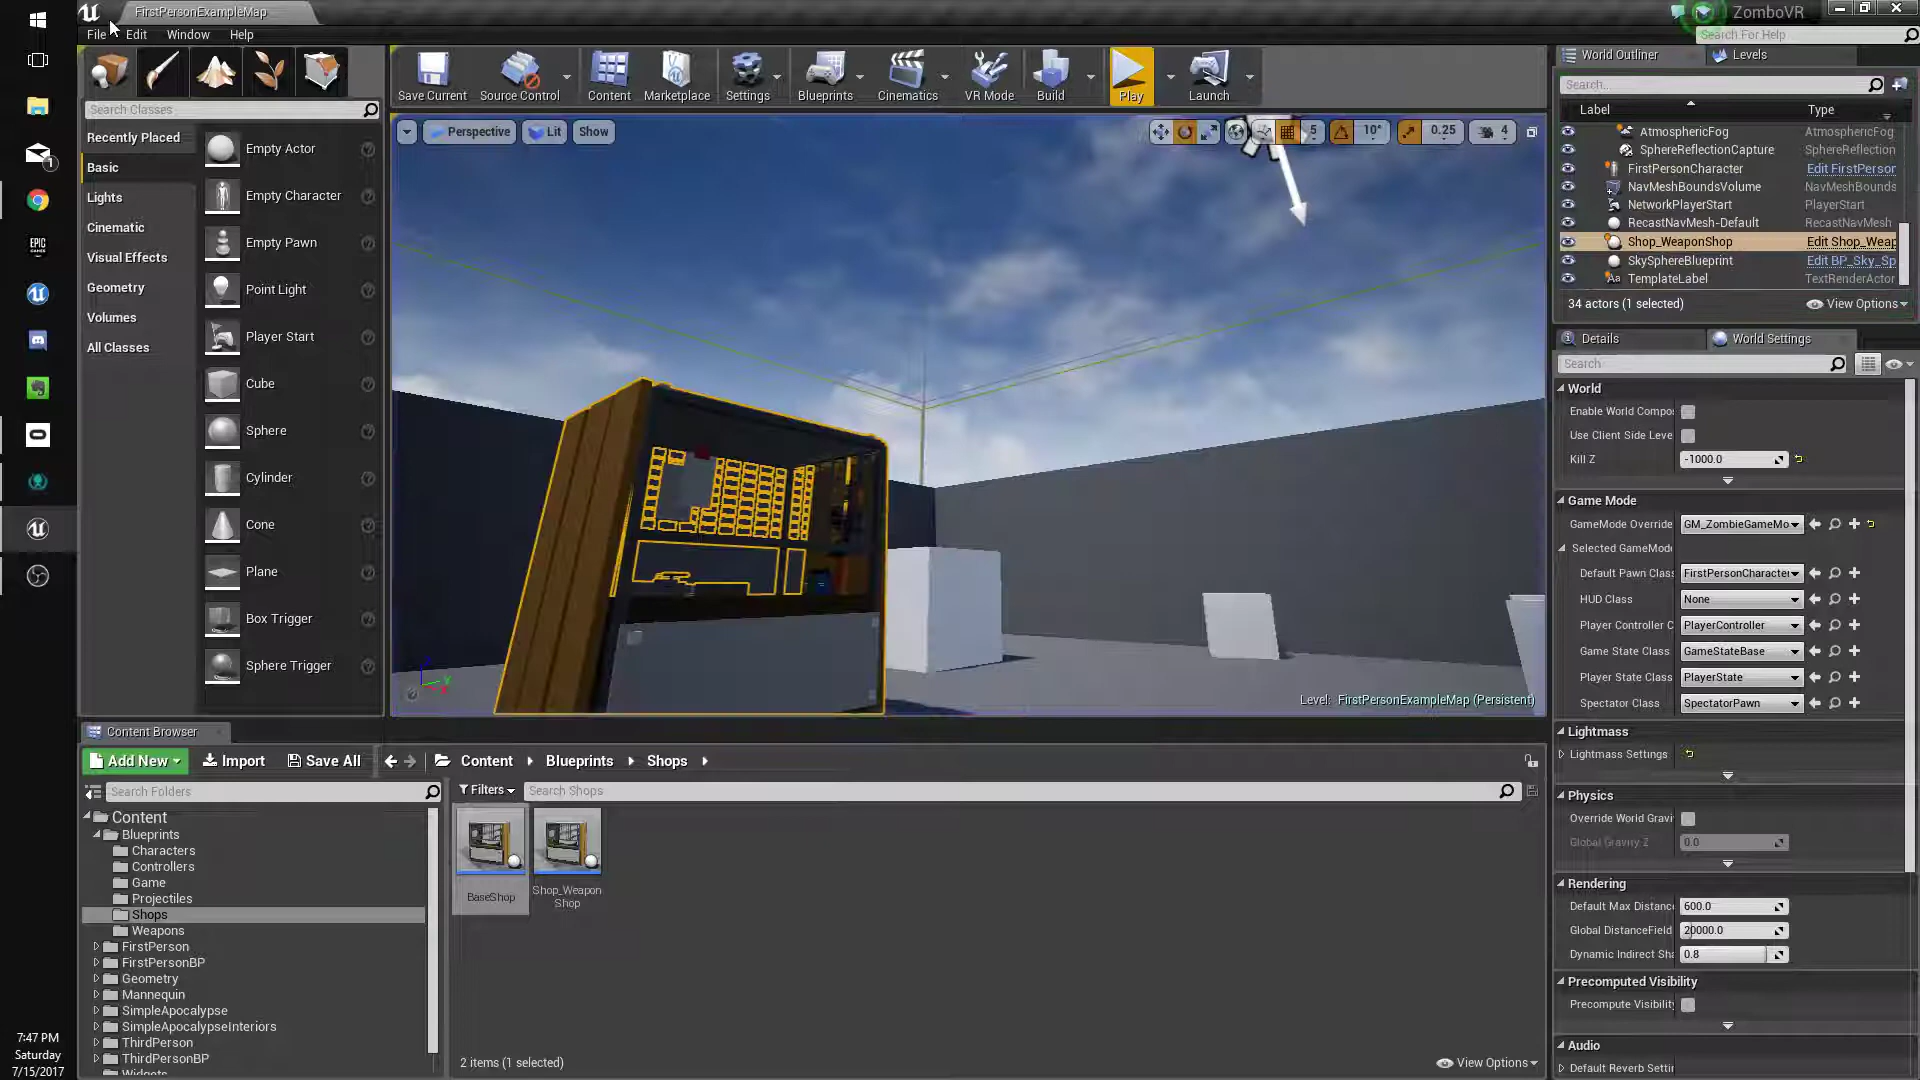 FirstPersonExampleMap
ZomboVR
File Edit Window Help
Search For Help
Search Classes
Recently Placed
Basic
Lights
Cinematic
Visual Effects
Geometry
Volumes
All Classes
Empty Actor
Empty Character
Empty Pawn
Point Light
Player Start
Cube
Sphere
Cylinder
Cone
Plane
Box Trigger
Sphere Trigger
Save Current Source Control Content Marketplace Settings Blueprints Cinematics VR Mode Build Play Launch
Perspective Lit Show
5 10° 0.25 4
Level: FirstPersonExampleMap (Persistent)
World Outliner Levels
Search...
Label Type
AtmosphericFog AtmosphericFog
SphereReflectionCapture SphereReflection
FirstPersonCharacter Edit FirstPerson
NavMeshBoundsVolume NavMeshBounds
NetworkPlayerStart PlayerStart
RecastNavMesh-Default RecastNavMesh
Shop_WeaponShop Edit Shop_Weap
SkySphereBlueprint Edit BP_Sky_Sp
TemplateLabel TextRenderActor
34 actors (1 selected) View Options
Details World Settings
Search
World
Enable World Compo
Use Client Side Leve
Kill Z -1000.0
Game Mode
GameMode Override GM_ZombieGameMo
Selected GameMode
Default Pawn Class FirstPersonCharacter
HUD Class None
Player Controller C PlayerController
Game State Class GameStateBase
Player State Class PlayerState
Spectator Class SpectatorPawn
Lightmass
Lightmass Settings
Physics
Override World Gravi
Global Gravity Z 0.0
Rendering
Default Max Distance 600.0
Global DistanceField 20000.0
Dynamic Indirect Sha 0.8
Precomputed Visibility
Precompute Visibility
Audio
Default Reverb Settin
Content Browser
Add New Import Save All Content Blueprints Shops
Search Folders
Filters Search Shops
Content
Blueprints
Characters
Controllers
Game
Projectiles
Shops
Weapons
FirstPerson
FirstPersonBP
Geometry
Mannequin
SimpleApocalypse
SimpleApocalypseInteriors
ThirdPerson
ThirdPersonBP
Widgets
BaseShop
Shop_Weapon
Shop
2 items (1 selected) View Options
1
EPIC
GAMES
7:47 PM
Saturday
7/15/2017